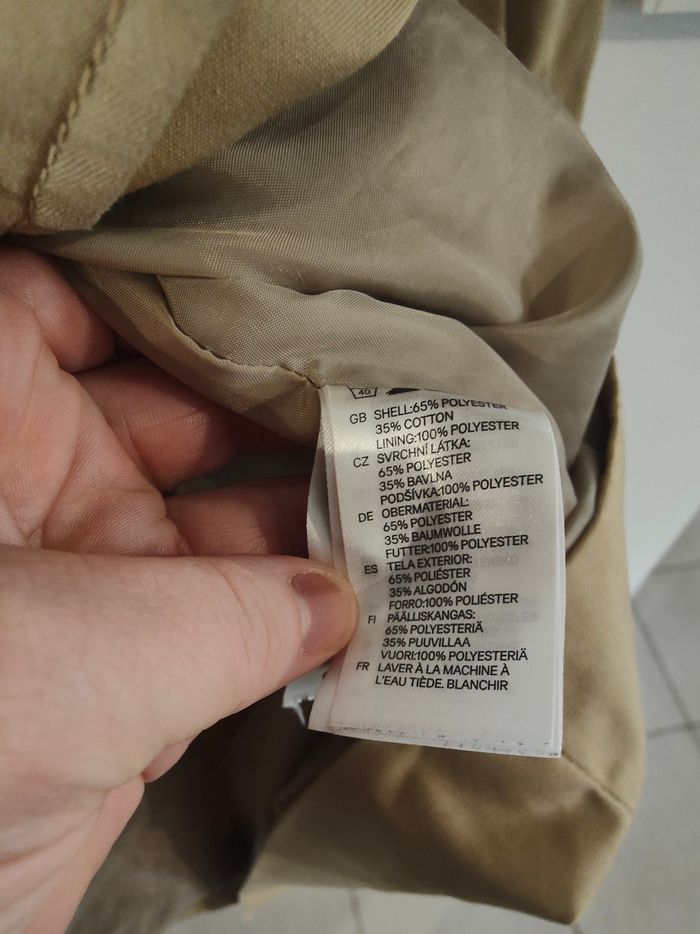 40
GB SHELL:65% POLYESTER
35% COTTON
LINING:100% POLYESTER
CZ SVRCHNÍ LÁTKA:
65% POLYESTER
35% BAVLNA
PODŠÍVKA:100% POLYESTER
DE OBERMATERIAL:
65% POLYESTER
35% BAUMWOLLE
FUTTER:100% POLYESTER
ES TELA EXTERIOR:
65% POLIÉSTER
35% ALGODÓN
FORRO:100% POLIÉSTER
FI PÄÄLLISKANGAS:
65% POLYESTERIÄ
35% PUUVILLAA
VUORI:100% POLYESTERIÄ
FR LAVER À LA MACHINE À
L'EAU TIÈDE. BLANCHIR